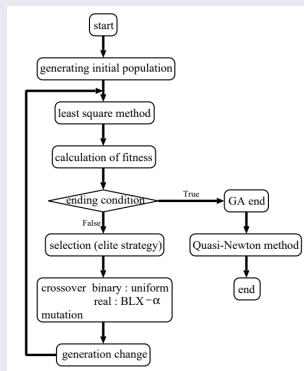 start
generating initial population
least square method
calculation of fitness
ending condition
True
GA end
False
selection (elite strategy)
Quasi-Newton method
crossover binary : uniform
real : BLX-α
mutation
end
generation change